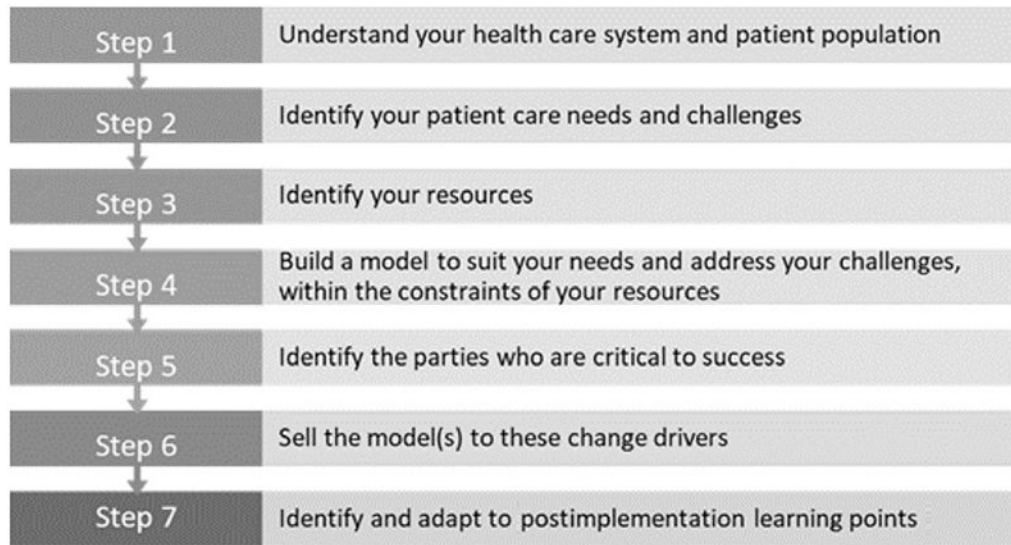 Step 1
Understand your health care system and patient population
Step 2
Identify your patient care needs and challenges
Step 3
Identify your resources
Step 4
Build a model to suit your needs and address your challenges,
within the constraints of your resources
Step 5
Identify the parties who are critical to success
Step 6
Sell the model(s) to these change drivers
Step 7
Identify and adapt to postimplementation learning points